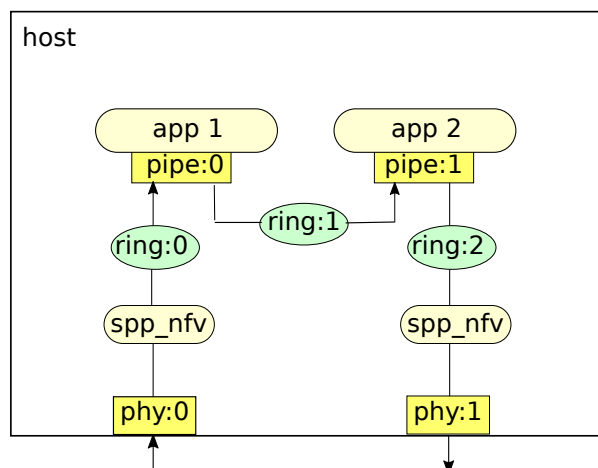 host
app 1
app 2
pipe:0
pipe:1
ring:1
ring:0
ring:2
spp_nfv
spp_nfv
phy:0
phy:1